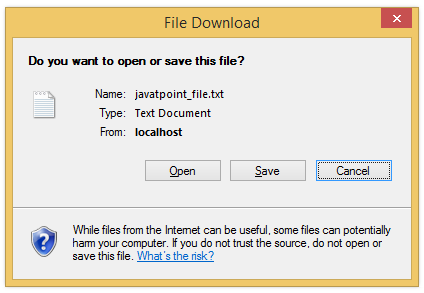 File Download
Do you want to open or save this file?
Name: javatpoint_file.txt
Type: Text Document
From: localhost
Open Save Cancel
While files from the Internet can be useful, some files can potentially
harm your computer. If you do not trust the source, do not open or
save this file. What's the risk?